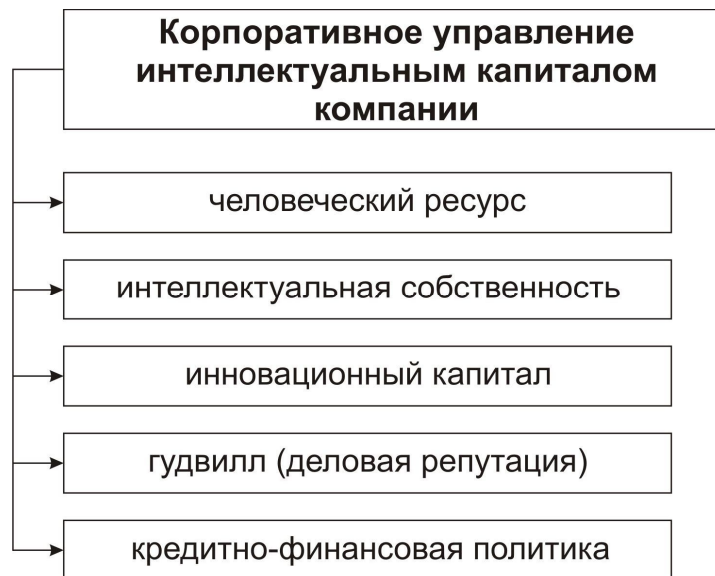 Корпоративное управление
интеллектуальным капиталом
компании
человеческий ресурс
интеллектуальная собственность
инновационный капитал
гудвилл (деловая репутация)
кредитно-финансовая политика